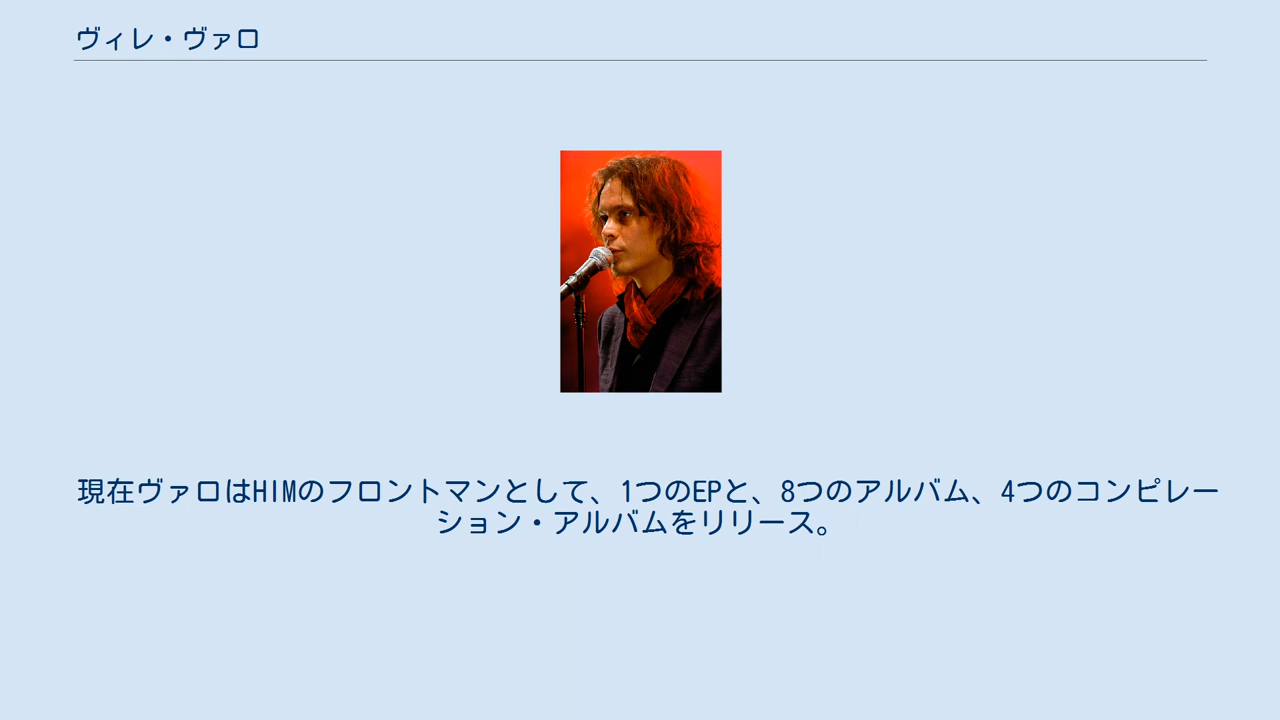 ヴィレ・ヴァロ
現在ヴァロはHIMのフロントマンとして、1つのEPと、8つのアルバム、4つのコンピレー
ション・アルバムをリリース。